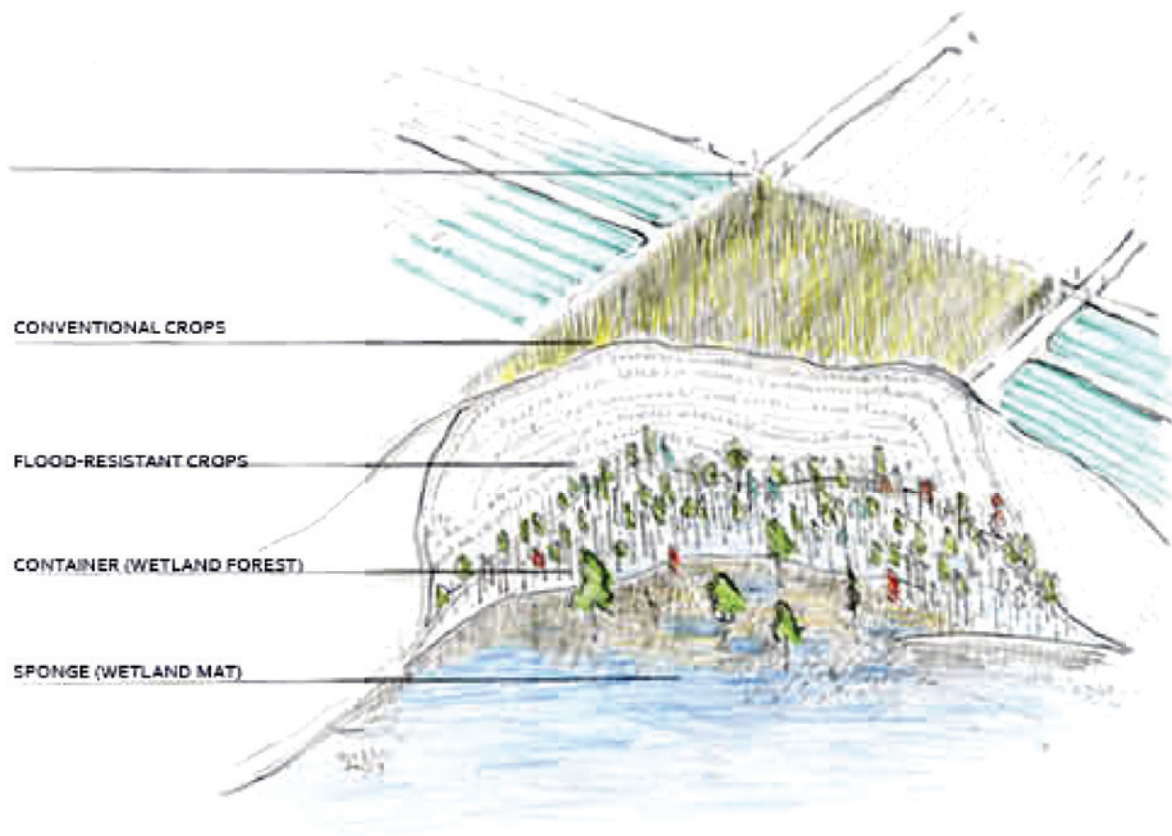 CONVENTIONAL CROPS
FLOOD-RESISTANT CROPS
CONTAINER (WETLAND FOREST)
SPONGE (WETLAND MAT)